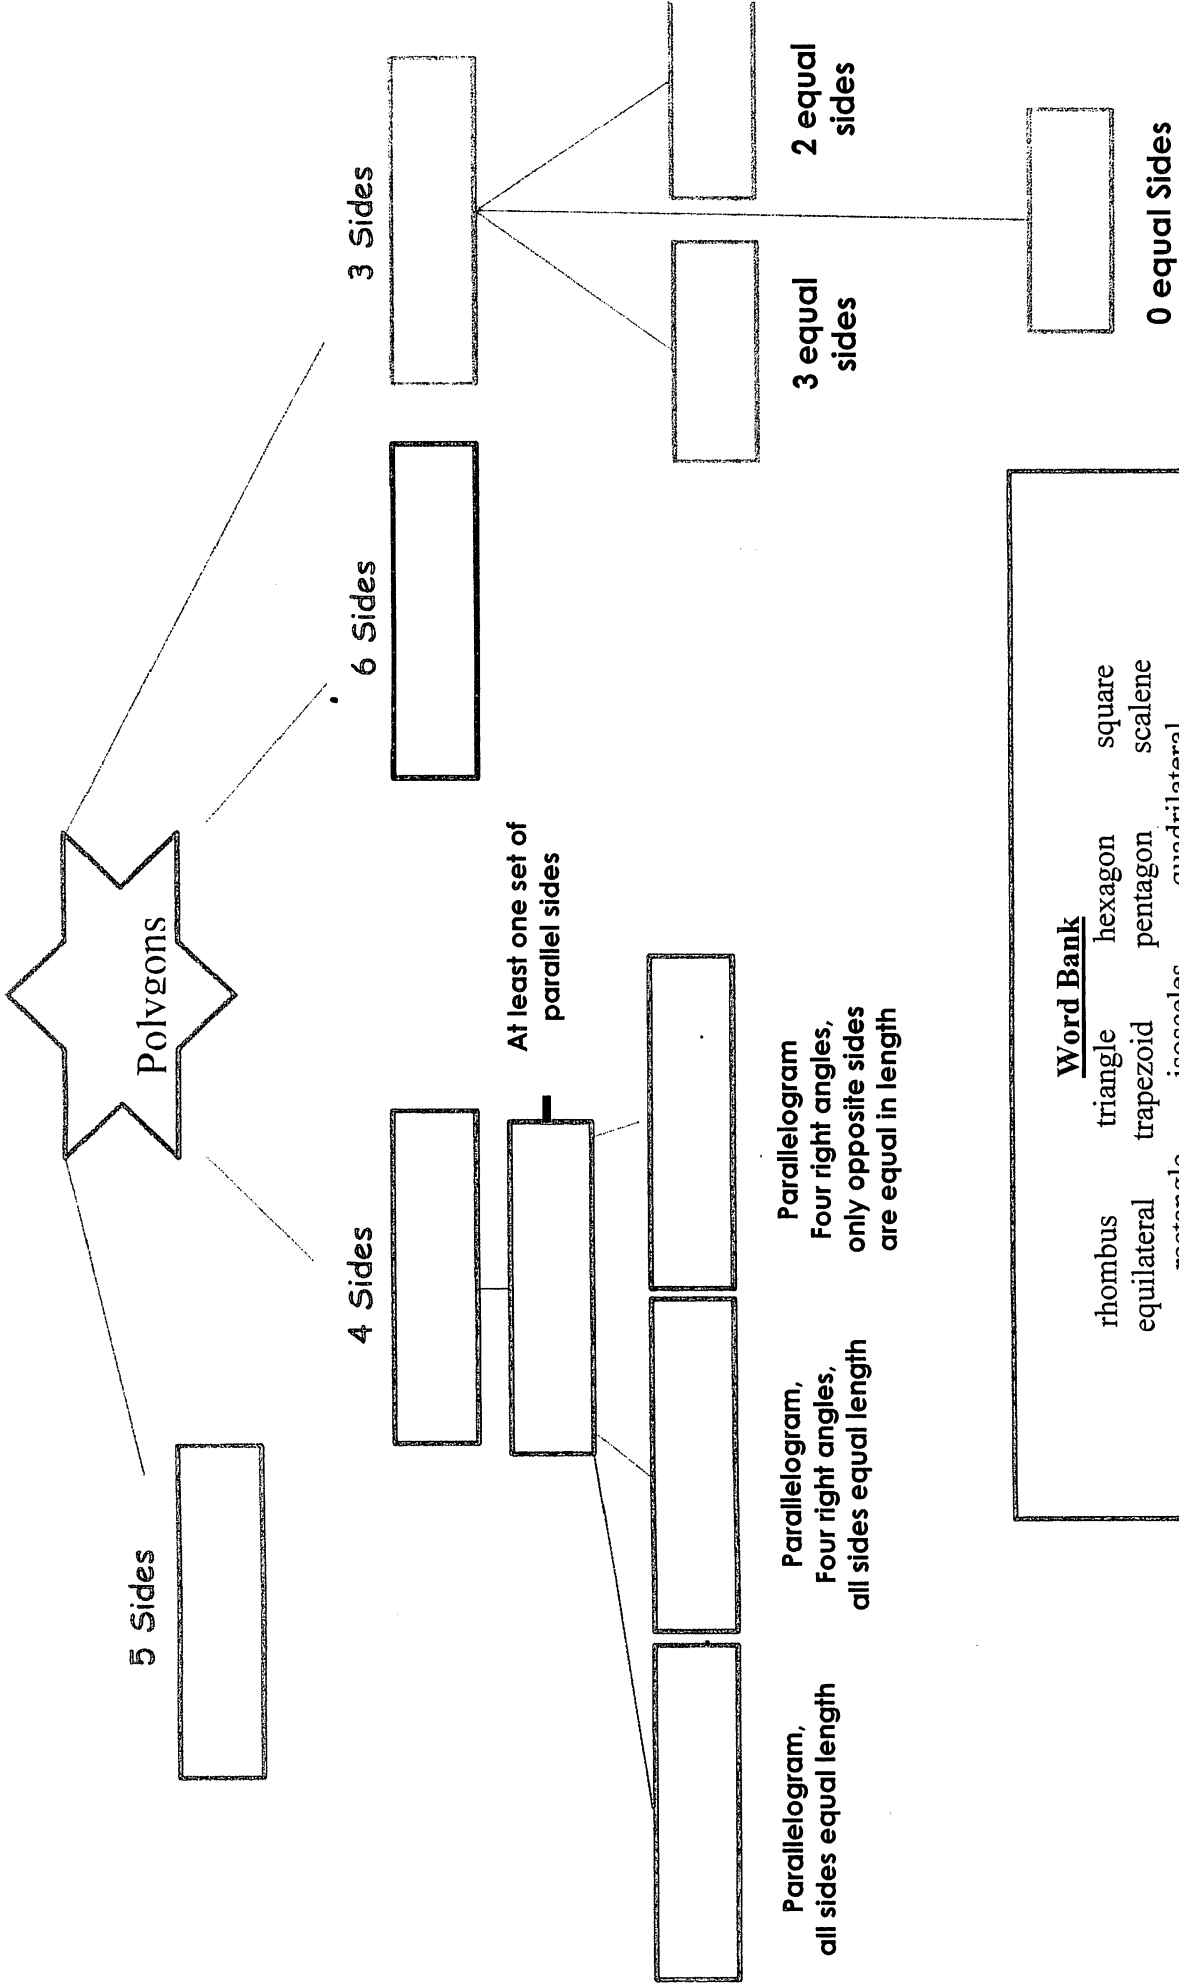 Polygons
5 Sides
4 Sides
6 Sides
3 Sides
At least one set of
parallel sides
Parallelogram,
all sides equal length
Parallelogram,
Four right angles,
all sides equal length
Parallelogram
Four right angles,
only opposite sides
are equal in length
3 equal
sides
2 equal
sides
0 equal Sides
Word Bank
rhombus triangle hexagon square
equilateral trapezoid pentagon scalene
rectangle isosceles quadrilateral